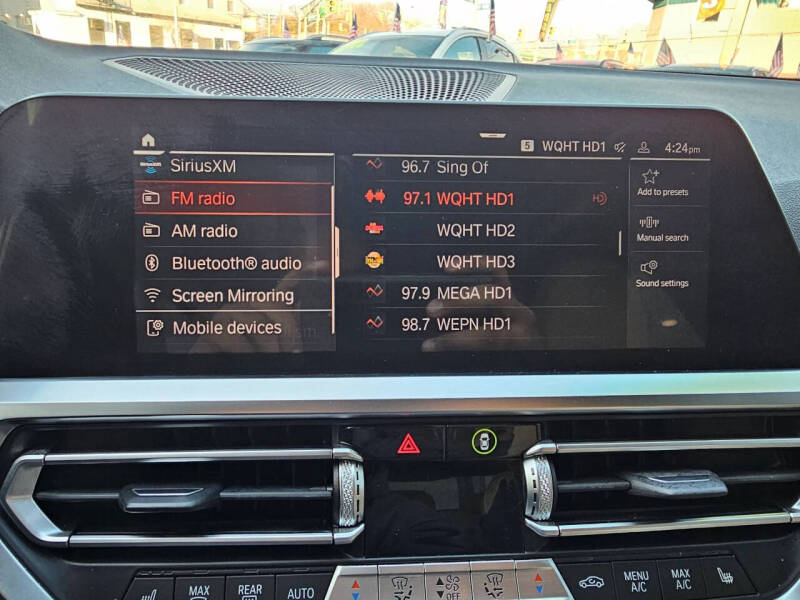 5 WQHT HD1 4:24pm
SiriusXM
FM radio
AM radio
Bluetooth® audio
Screen Mirroring
Mobile devices
96.7 Sing Of
97.1 WQHT HD1
WQHT HD2
WQHT HD3
97.9 MEGA HD1
98.7 WEPN HD1
Add to presets
Manual search
Sound settings
MAX
REAR
AUTO
OFF
MENU
A/C
MAX
A/C